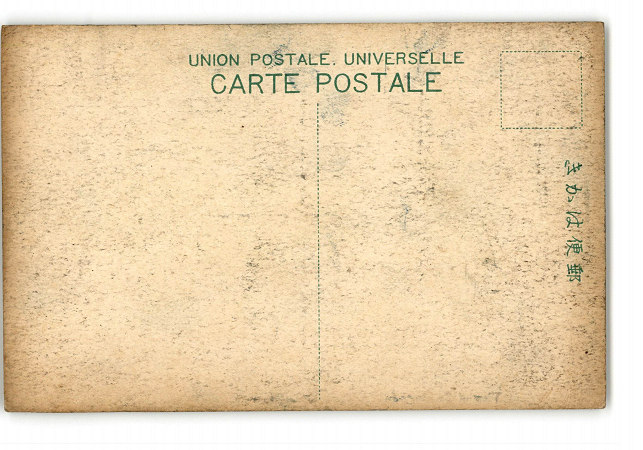 UNION POSTALE. UNIVERSELLE
CARTE POSTALE
きかは便郵